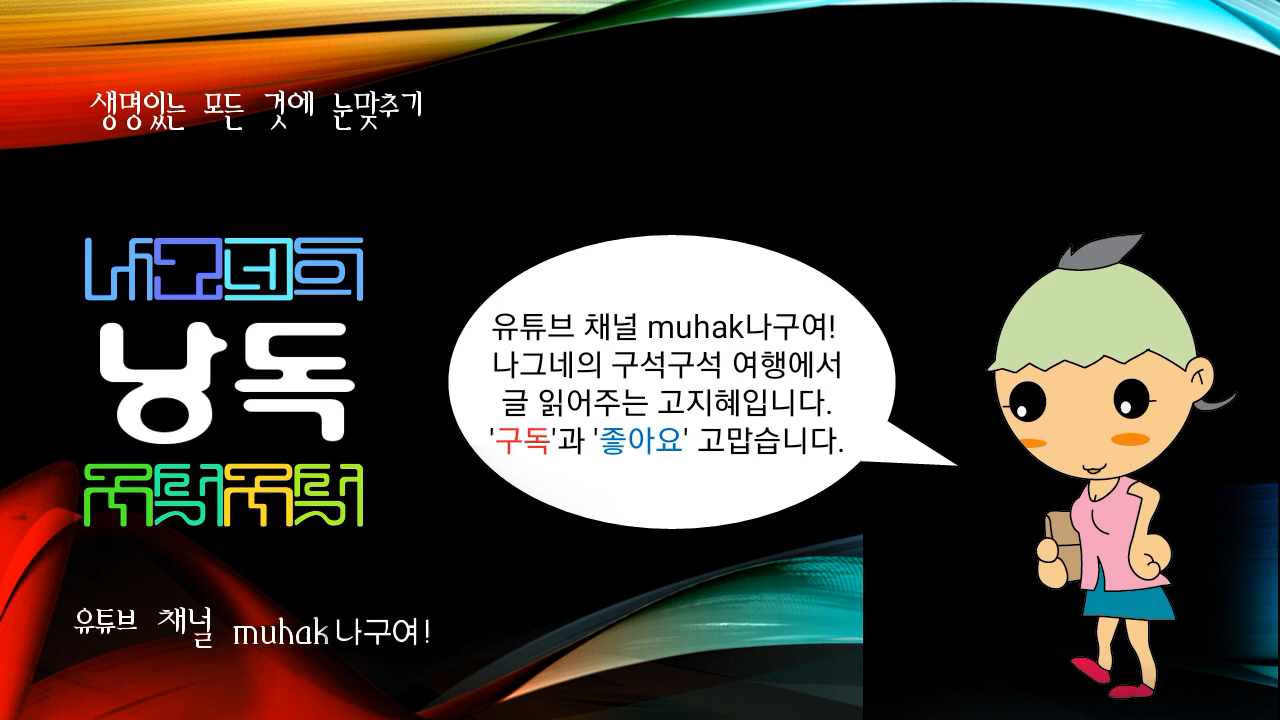 생명있는 모든 것에 눈맞추기
나그네의
낭독
구석구석
유튜브 채널 muhak나구여!
나그네의 구석구석 여행에서
글 읽어주는 고지혜입니다.
'구독'과 '좋아요' 고맙습니다.
유튜브 채널 muhak나구여!